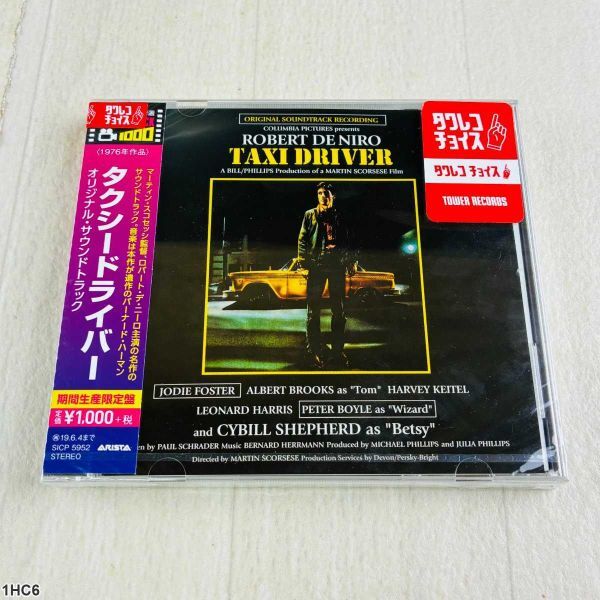 タワレコ
チョイス
1000
(1976年作品)
マーティン・スコセッシ監督、ロバート・デ・ニーロ主演の名作の
サウンドトラック。音楽は本作が遺作のバーナード・ハーマン
タクシードライバー
オリジナル・サウンドトラック
期間生産限定盤
定価 ¥1,000+税
19.6.4まで
SICP 5952
STEREO
ARISTA
ORIGINAL SOUNDTRACK RECORDING
COLUMBIA PICTURES presents
ROBERT DE NIRO
TAXI DRIVER
A BILL/PHILLIPS Production of a MARTIN SCORSESE Film
JODIE FOSTER ALBERT BROOKS as "Tom" HARVEY KEITEL
LEONARD HARRIS PETER BOYLE as "Wizard"
and CYBILL SHEPHERD as "Betsy"
by PAUL SCHRADER Music BERNARD HERRMANN Produced by MICHAEL PHILLIPS and JULIA PHILLIPS
Directed by MARTIN SCORSESE Production Services by Devon/Persky-Bright
タワレコ
チョイス
タワレコ チョイス
TOWER RECORDS
1HC6